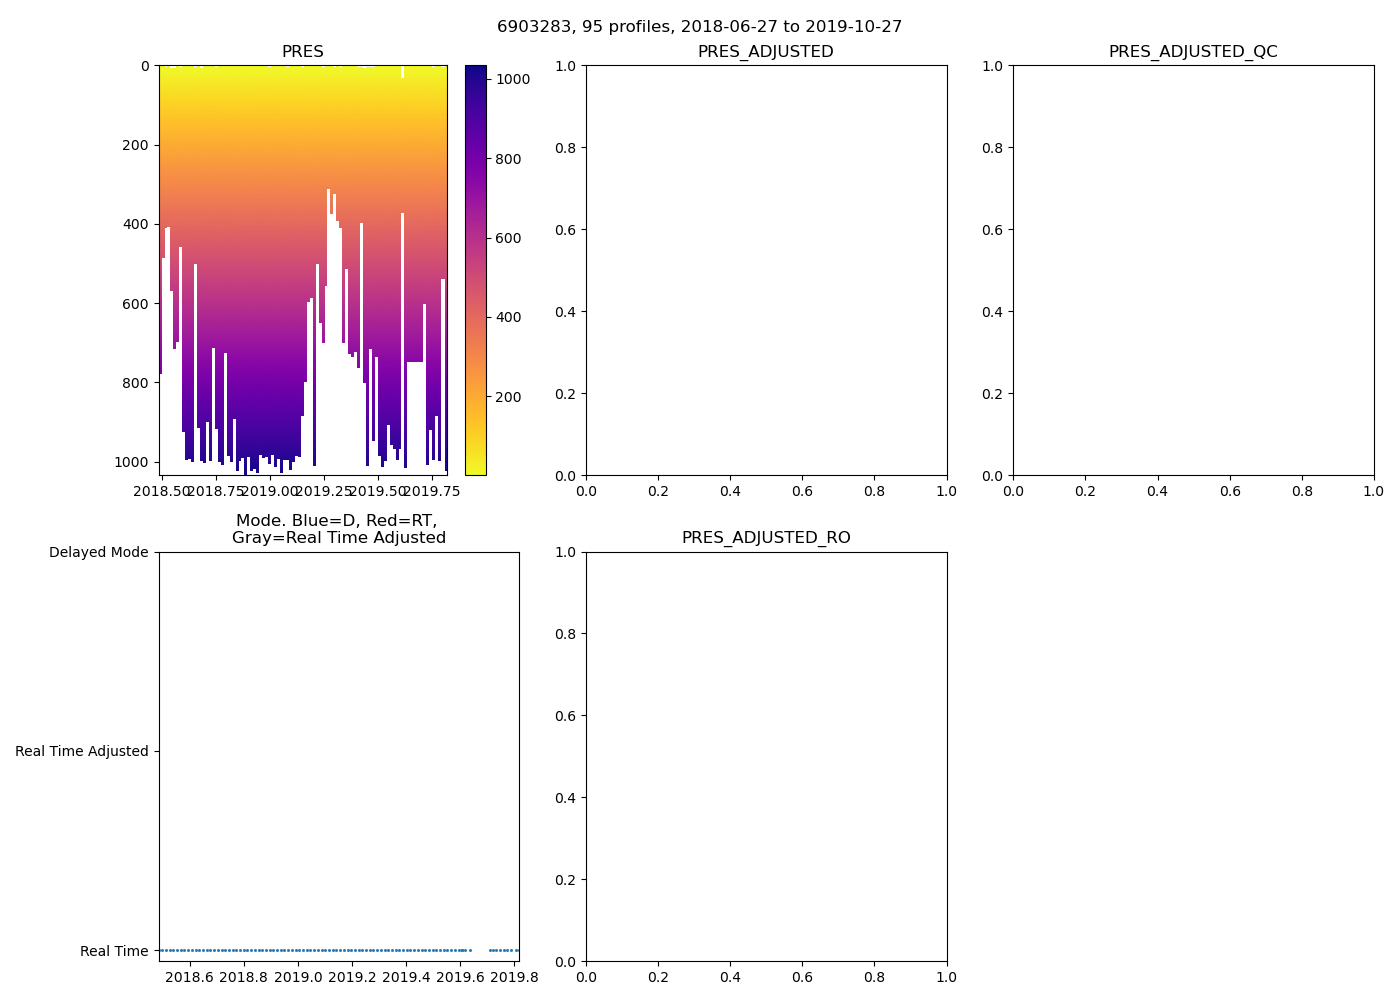 6903283, 95 profiles, 2018-06-27 to 2019-10-27
PRES
0
200
400
600
800
1000
2018.50 2018.75 2019.00 2019.25 2019.50 2019.75
1000
800
600
400
200
PRES_ADJUSTED
1.0
0.8
0.6
0.4
0.2
0.0
0.0 0.2 0.4 0.6 0.8 1.0
PRES_ADJUSTED_QC
1.0
0.8
0.6
0.4
0.2
0.0
0.0 0.2 0.4 0.6 0.8 1.0
Mode. Blue=D, Red=RT,
Gray=Real Time Adjusted
Delayed Mode
Real Time Adjusted
Real Time
2018.6 2018.8 2019.0 2019.2 2019.4 2019.6 2019.8
PRES_ADJUSTED_RO
1.0
0.8
0.6
0.4
0.2
0.0
0.0 0.2 0.4 0.6 0.8 1.0